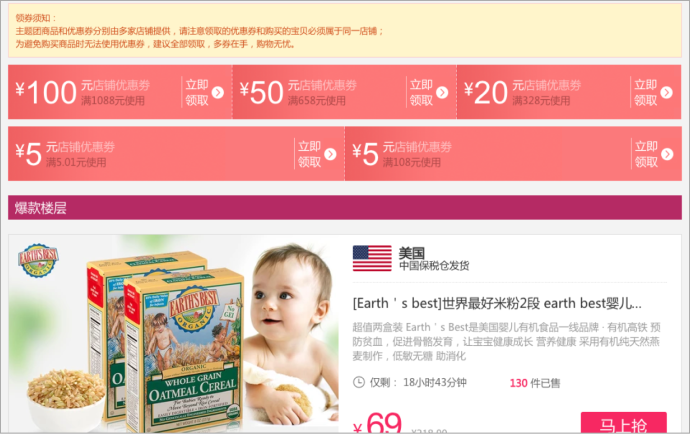 领券须知：
主题团商品和优惠券分别由多家店铺提供，请注意领取的优惠券和购买的宝贝必须属于同一店铺；
为避免购买商品时无法使用优惠券，建议全部领取，多券在手，购物无忧。
¥100 元店铺优惠券 满1088元使用 立即领取
¥50 元店铺优惠券 满658元使用 立即领取
¥20 元店铺优惠券 满328元使用 立即领取
¥5 元店铺优惠券 满5.01元使用 立即领取
¥5 元店铺优惠券 满108元使用 立即领取
爆款楼层
EARTH'S BEST
ORGANIC
EARTH'S BEST
ORGANIC
No GEI
ORGANIC
WHOLE GRAIN
OATMEAL CEREAL
美国
中国保税仓发货
[Earth＇s best]世界最好米粉2段 earth best婴儿...
超值两盒装 Earth＇s Best是美国婴儿有机食品一线品牌 · 有机高铁 预
防贫血，促进骨骼发育，让宝宝健康成长 营养健康 采用有机纯天然燕
麦制作，低敏无糖 助消化
仅剩： 18小时43分钟 130 件已售
¥69 ¥218.00 马上抢